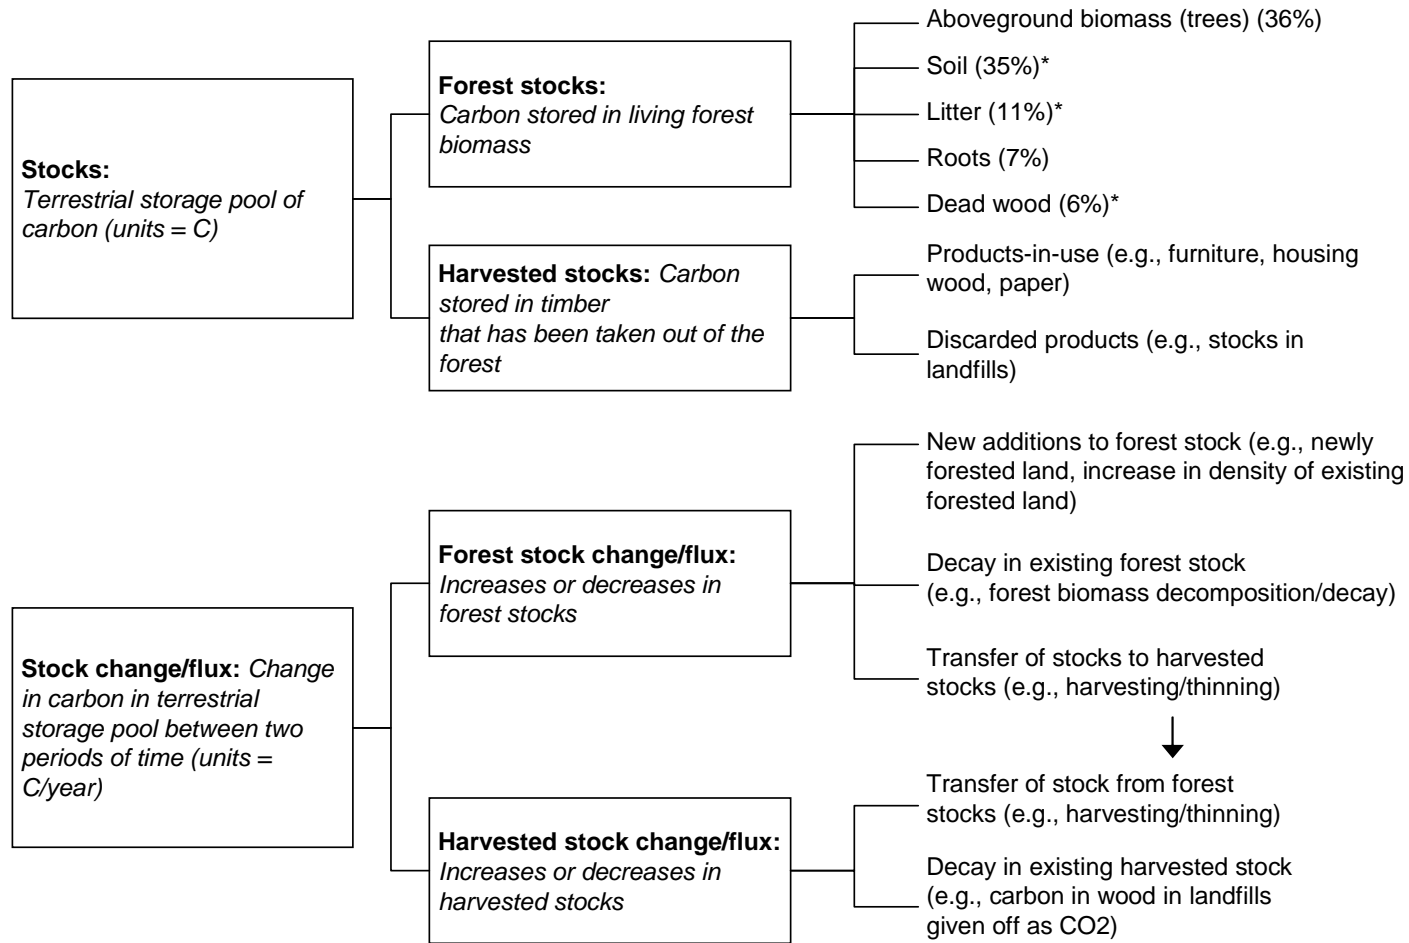 Stocks:
Terrestrial storage pool of
carbon (units = C)
Forest stocks:
Carbon stored in living forest
biomass
Aboveground biomass (trees) (36%)
Soil (35%)*
Litter (11%)*
Roots (7%)
Dead wood (6%)*
Harvested stocks: Carbon
stored in timber
that has been taken out of the
forest
Products-in-use (e.g., furniture, housing
wood, paper)
Discarded products (e.g., stocks in
landfills)
Stock change/flux: Change
in carbon in terrestrial
storage pool between two
periods of time (units =
C/year)
Forest stock change/flux:
Increases or decreases in
forest stocks
New additions to forest stock (e.g., newly
forested land, increase in density of existing
forested land)
Decay in existing forest stock
(e.g., forest biomass decomposition/decay)
Transfer of stocks to harvested
stocks (e.g., harvesting/thinning)
Harvested stock change/flux:
Increases or decreases in
harvested stocks
Transfer of stock from forest
stocks (e.g., harvesting/thinning)
Decay in existing harvested stock
(e.g., carbon in wood in landfills
given off as CO2)